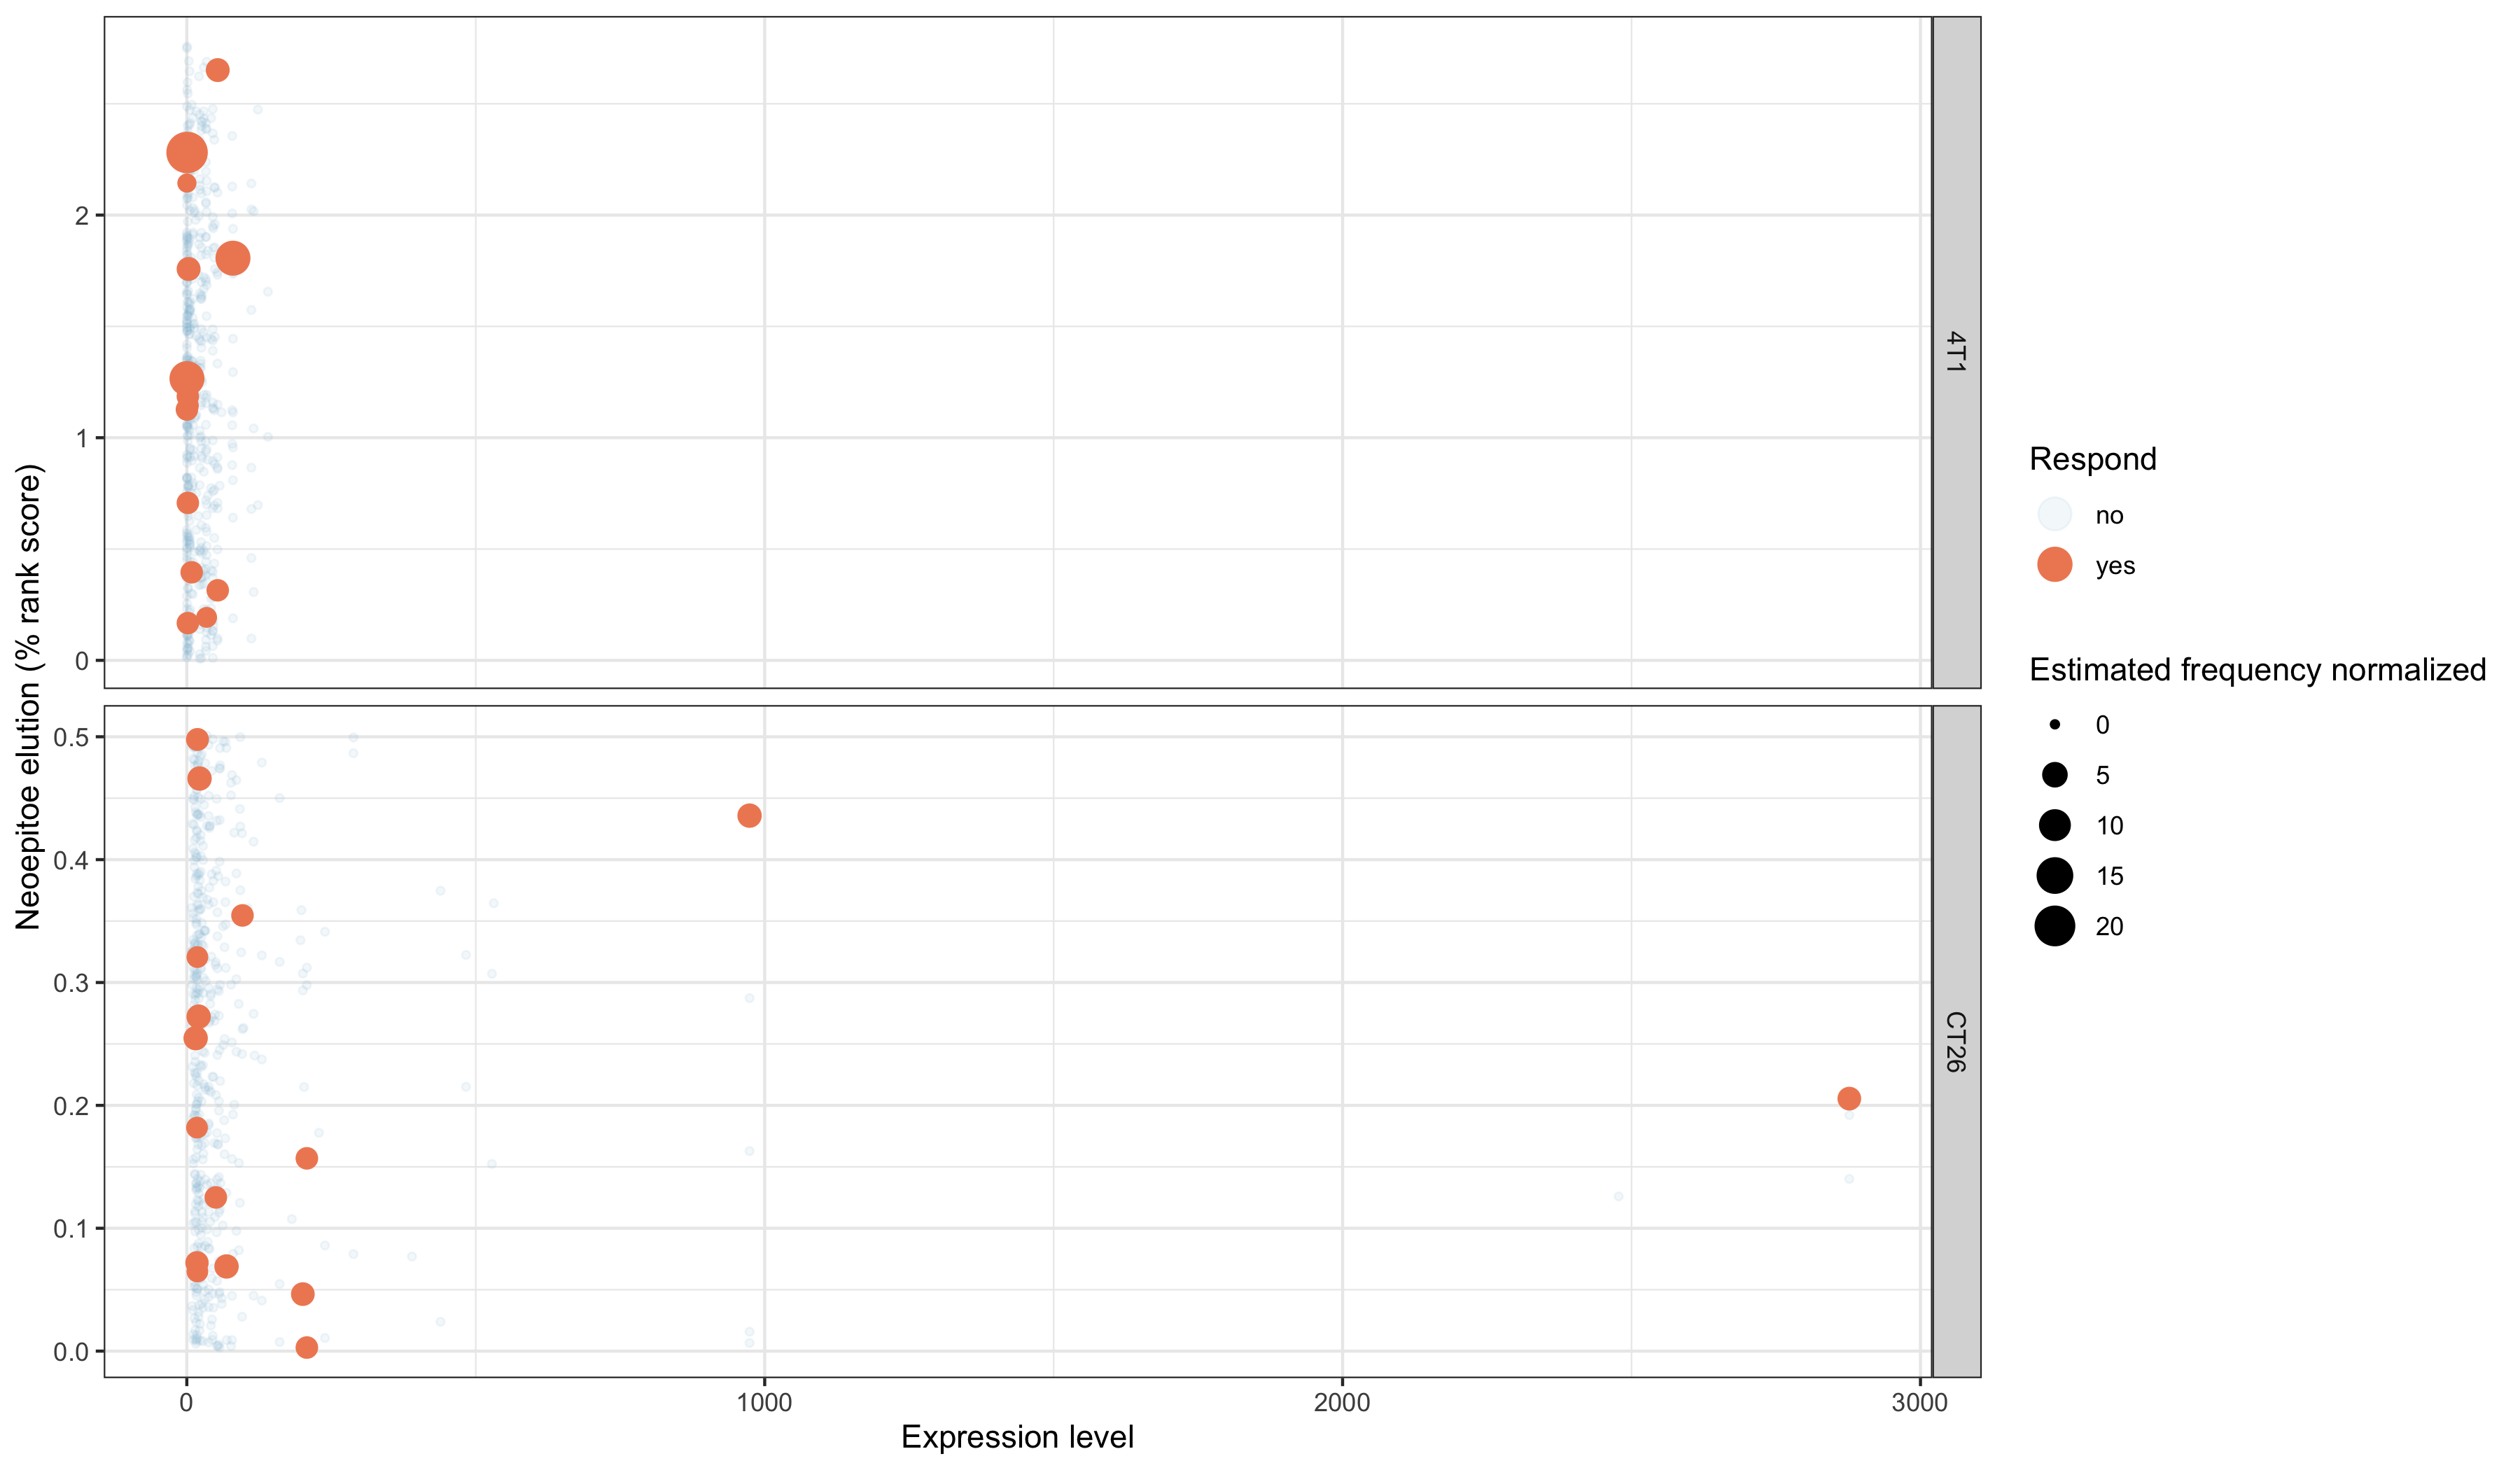 Neoepitoe elution (% rank score)
2
1
0
4T1
0.5
0.4
0.3
0.2
0.1
0.0
CT26
0
1000
2000
3000
Expression level
Respond
no
yes
Estimated frequency normalized
0
5
10
15
20